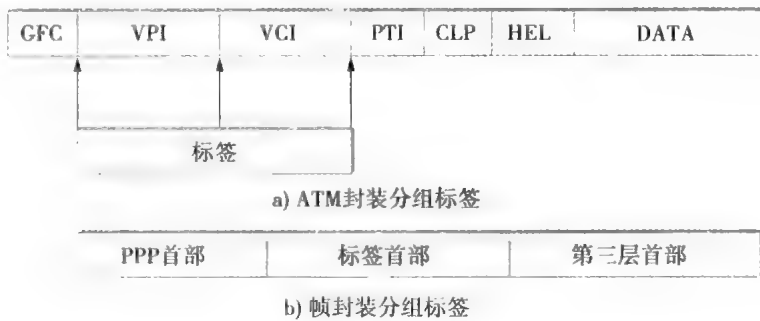 GFC VPI VCI PTI CLP HEL DATA
标签
a) ATM封装分组标签
PPP首部 标签首部 第三层首部
b) 帧封装分组标签